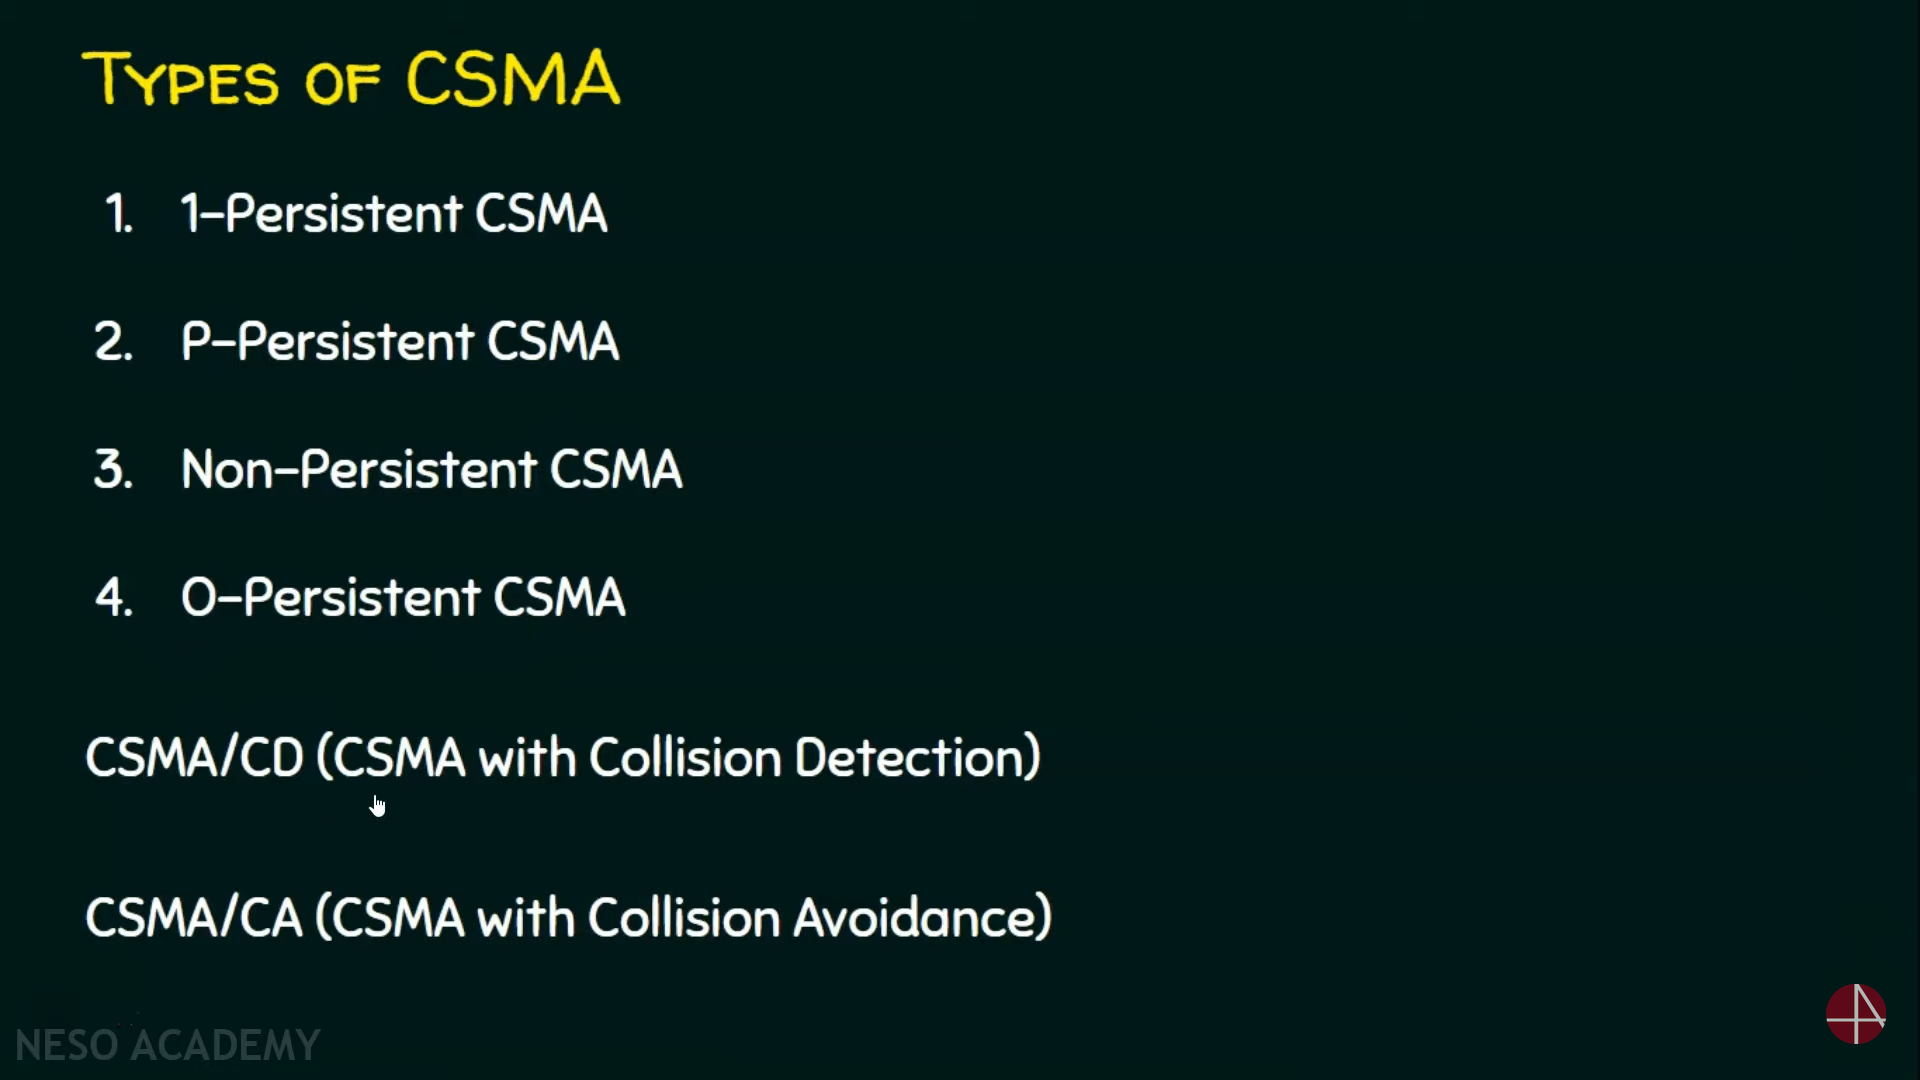 Types of CSMA
1. 1-Persistent CSMA
2. P-Persistent CSMA
3. Non-Persistent CSMA
4. O-Persistent CSMA
CSMA/CD (CSMA with Collision Detection)
CSMA/CA (CSMA with Collision Avoidance)
NESO ACADEMY